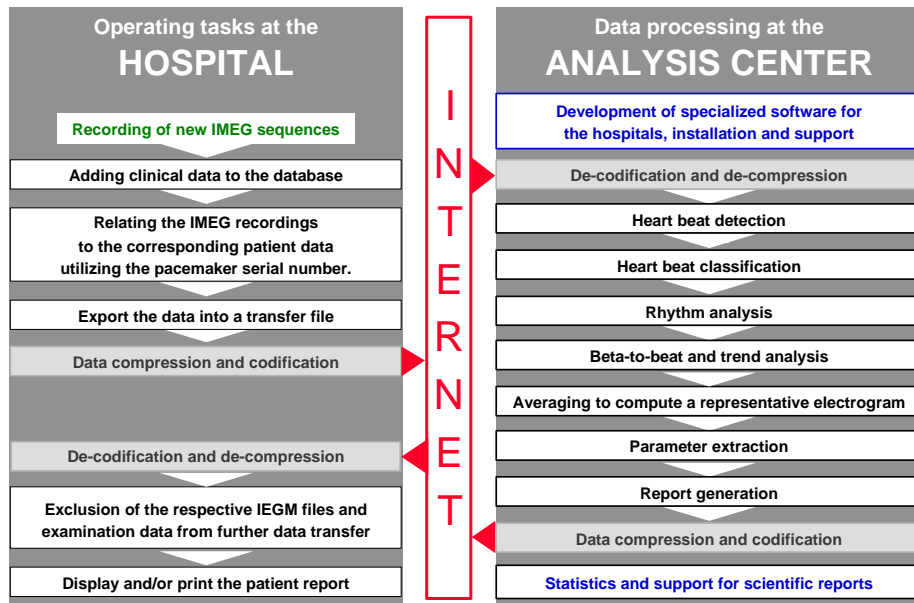 Operating tasks at the
HOSPITAL
Recording of new IMEG sequences
Adding clinical data to the database
Relating the IMEG recordings
to the corresponding patient data
utilizing the pacemaker serial number.
Export the data into a transfer file
Data compression and codification
De-codification and de-compression
Exclusion of the respective IEGM files and
examination data from further data transfer
Display and/or print the patient report
I
N
T
E
R
N
E
T
Data processing at the
ANALYSIS CENTER
Development of specialized software for
the hospitals, installation and support
De-codification and de-compression
Heart beat detection
Heart beat classification
Rhythm analysis
Beta-to-beat and trend analysis
Averaging to compute a representative electrogram
Parameter extraction
Report generation
Data compression and codification
Statistics and support for scientific reports